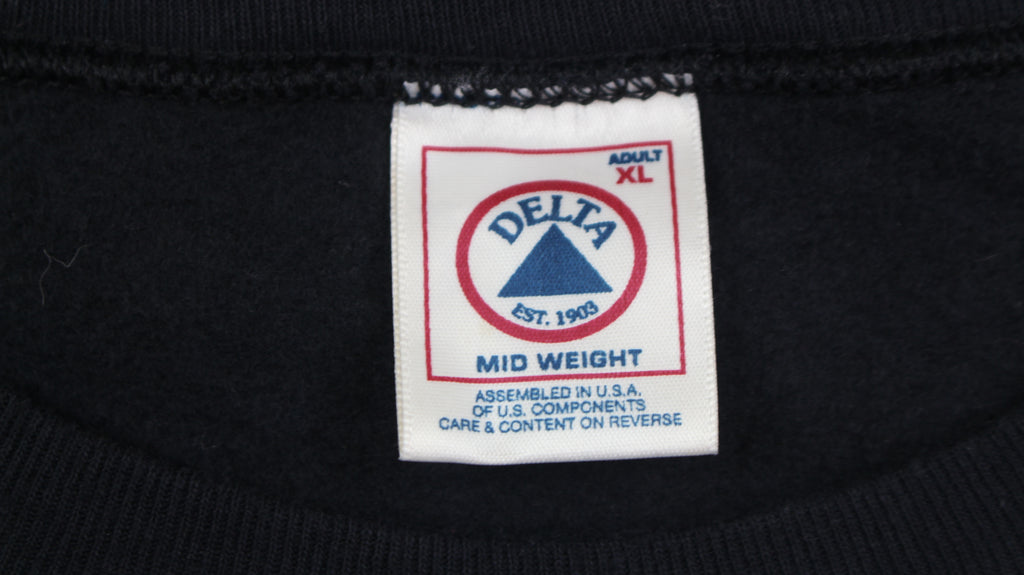 ADULT
XL
DELTA
EST. 1903
MID WEIGHT
ASSEMBLED IN U.S.A.
OF U.S. COMPONENTS
CARE & CONTENT ON REVERSE